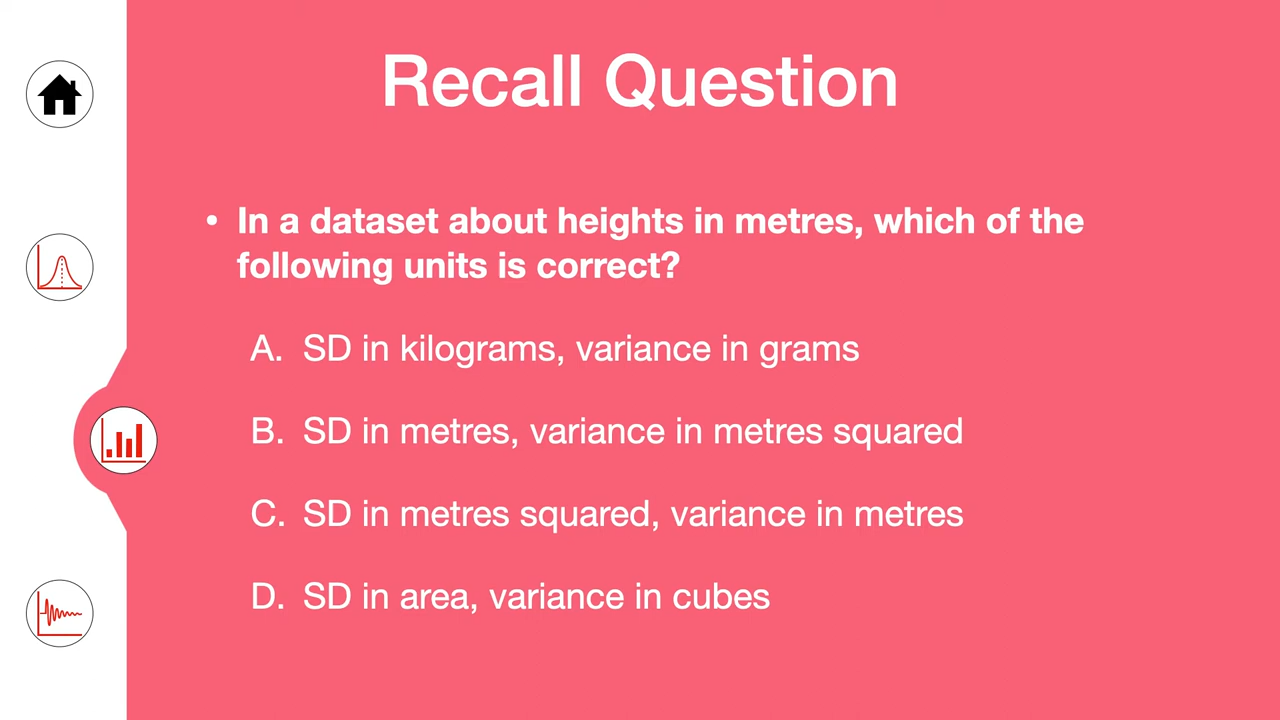 Recall Question
• In a dataset about heights in metres, which of the
following units is correct?
A. SD in kilograms, variance in grams
B. SD in metres, variance in metres squared
C. SD in metres squared, variance in metres
D. SD in area, variance in cubes